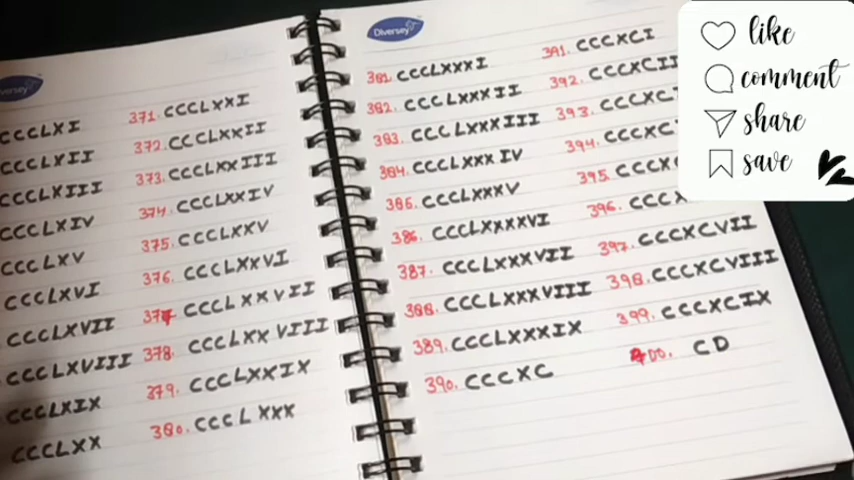 CCCLXI
CCCLXII
CCCLXIII
CCCLXIV
CCCLXV
CCCLXVI
CCCLXVII
CCCLXVIII
CCCLXIX
CCCLXX
371. CCCLXXI
372. CCCLXXII
373. CCCLXXIII
374. CCCLXXIV
375. CCCLXXV
376. CCCLXXVI
377 CCCLXXVII
378. CCCLXXVIII
379. CCCLXXIX
380. CCCLXXX
Diversey
381. CCCLXXXI
382. CCCLXXXII
383. CCCLXXXIII
384. CCCLXXXIV
385. CCCLXXXV
386. CCCLXXXXVI
387. CCCLXXXVII
388. CCCLXXXVIII
389. CCCLXXXIX
390. CCCXC
391. CCCXCI
392. CCCXCII
393. CCCXC
394. CCCXC
395. CCCX
396. CCCX
397. CCCXCVII
398. CCCXCVIII
399. CCCXCIX
400. CD
like
comment
share
save